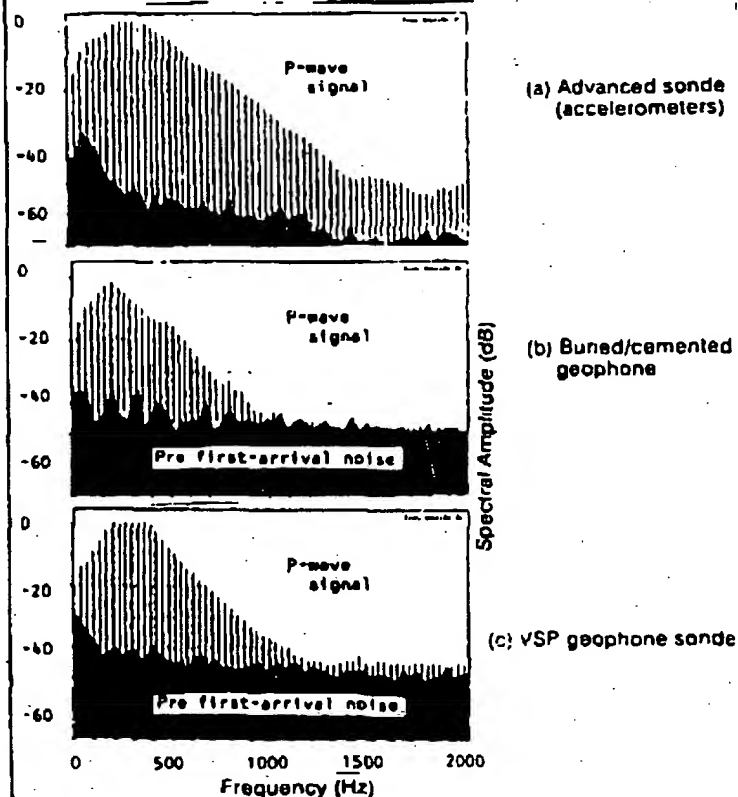 0
-20
-40
-60
P-wave
signal
(a) Advanced sonde
(accelerometers)
0
-20
-40
-60
P-wave
signal
Pre first-arrival noise
(b) Buried/cemented
geophone
Spectral Amplitude (dB)
0
-20
-40
-60
P-wave
signal
Pre first-arrival noise
(c) VSP geophone sonde
0 500 1000 1500 2000
Frequency (Hz)